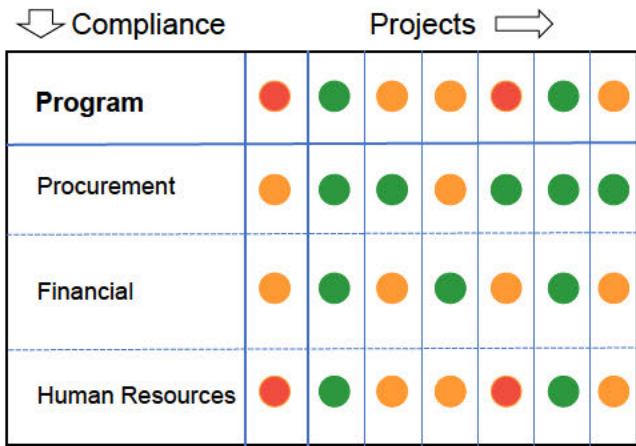 Compliance Projects
Program
Procurement
Financial
Human Resources